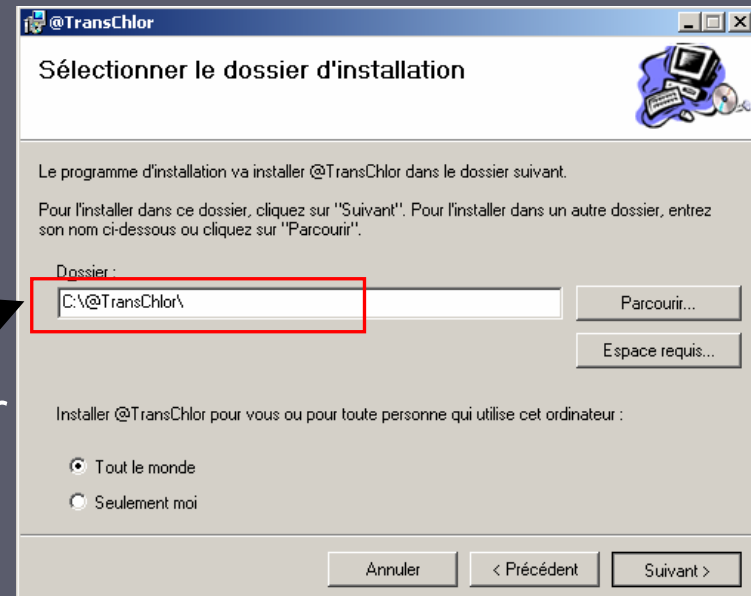 @TransChlor
Sélectionner le dossier d'installation
Le programme d'installation va installer @TransChlor dans le dossier suivant.
Pour l'installer dans ce dossier, cliquez sur "Suivant". Pour l'installer dans un autre dossier, entrez
son nom ci-dessous ou cliquez sur "Parcourir".
Dossier :
C:\@TransChlor\
Parcourir...
Espace requis...
Installer @TransChlor pour vous ou pour toute personne qui utilise cet ordinateur :
Tout le monde
Seulement moi
Annuler
< Précédent
Suivant >